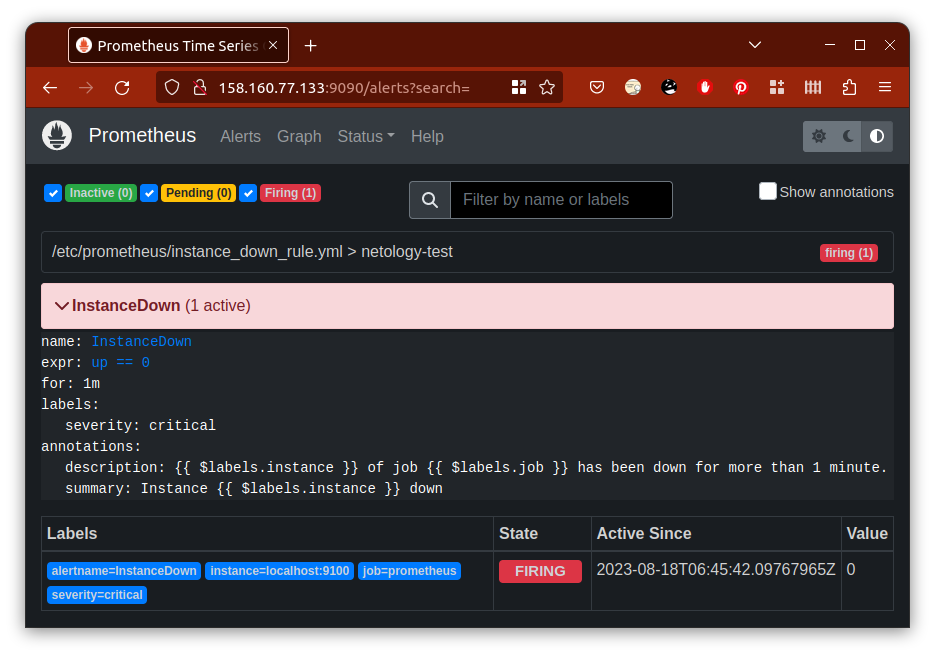 Prometheus Time Series
158.160.77.133:9090/alerts?search=
Prometheus Alerts Graph Status Help
Inactive (0) Pending (0) Firing (1) Filter by name or labels Show annotations
/etc/prometheus/instance_down_rule.yml > netology-test firing (1)
InstanceDown (1 active)
name: InstanceDown
expr: up == 0
for: 1m
labels:
severity: critical
annotations:
description: {{ $labels.instance }} of job {{ $labels.job }} has been down for more than 1 minute.
summary: Instance {{ $labels.instance }} down
Labels State Active Since Value
alertname=InstanceDown instance=localhost:9100 job=prometheus FIRING 2023-08-18T06:45:42.09767965Z 0
severity=critical